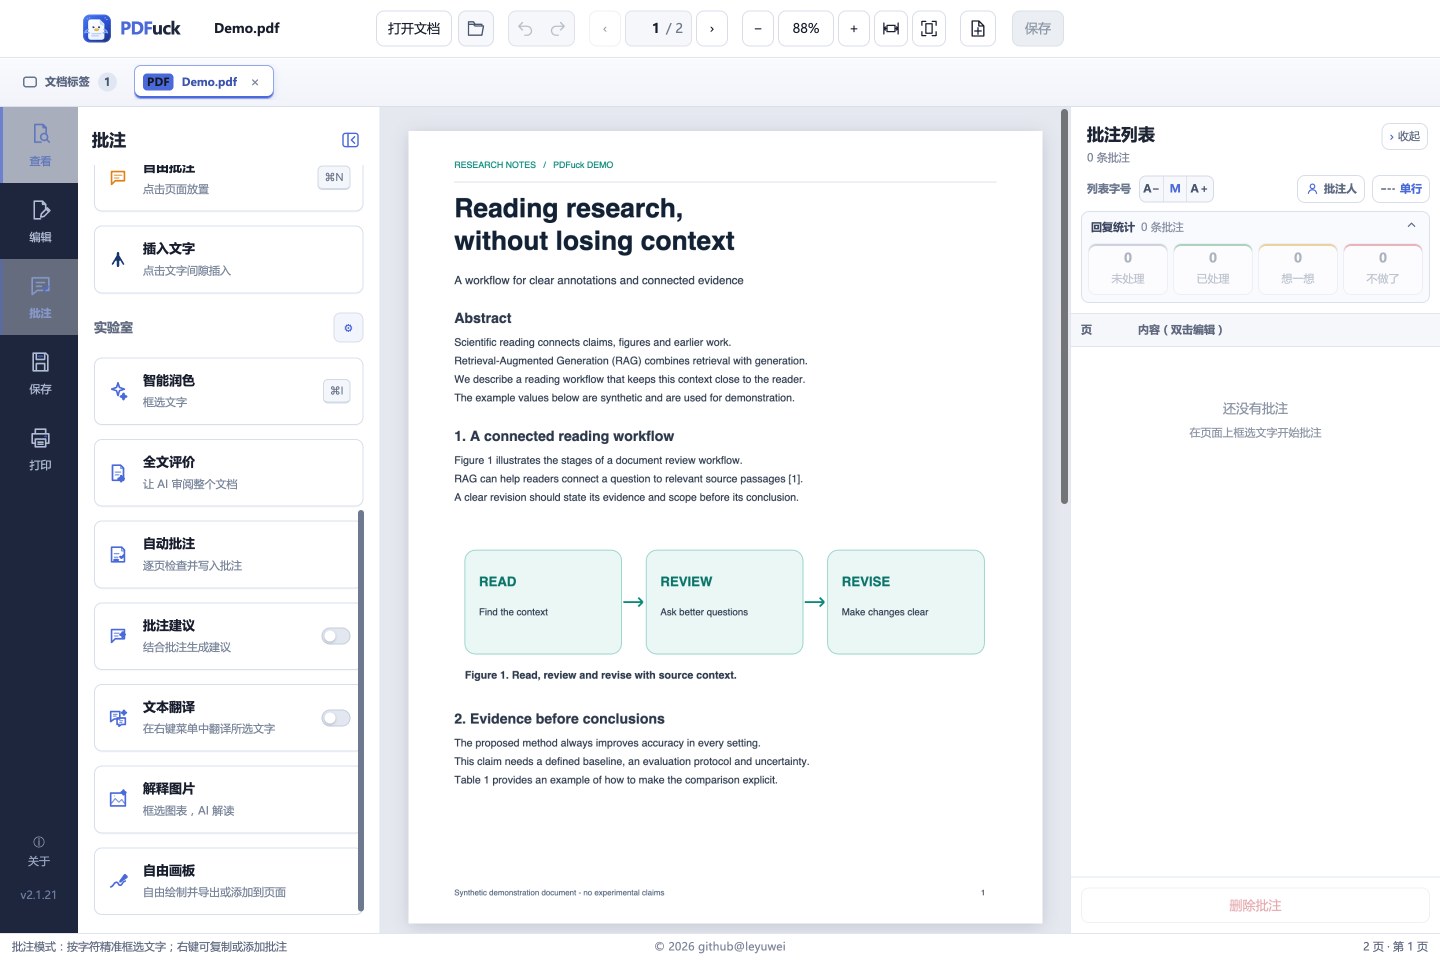 PDFuck
Demo.pdf
打开文档
‹
1 / 2
›
−
88%
+
保存
文档标签 1
PDF Demo.pdf ×
查看
编辑
批注
保存
打印
关于
v2.1.21
批注
自由批注
点击页面放置
⌘N
插入文字
点击文字间隙插入
实验室
智能润色
框选文字
⌘I
全文评价
让 AI 审阅整个文档
自动批注
逐页检查并写入批注
批注建议
结合批注生成建议
文本翻译
在右键菜单中翻译所选文字
解释图片
框选图表，AI 解读
自由画板
自由绘制并导出或添加到页面
RESEARCH NOTES / PDFuck DEMO
Reading research,
without losing context
A workflow for clear annotations and connected evidence
Abstract
Scientific reading connects claims, figures and earlier work.
Retrieval-Augmented Generation (RAG) combines retrieval with generation.
We describe a reading workflow that keeps this context close to the reader.
The example values below are synthetic and are used for demonstration.
1. A connected reading workflow
Figure 1 illustrates the stages of a document review workflow.
RAG can help readers connect a question to relevant source passages [1].
A clear revision should state its evidence and scope before its conclusion.
READ
Find the context
REVIEW
Ask better questions
REVISE
Make changes clear
Figure 1. Read, review and revise with source context.
2. Evidence before conclusions
The proposed method always improves accuracy in every setting.
This claim needs a defined baseline, an evaluation protocol and uncertainty.
Table 1 provides an example of how to make the comparison explicit.
Synthetic demonstration document - no experimental claims
1
批注列表
› 收起
0 条批注
列表字号 A− M A+
批注人
--- 单行
回复统计 0 条批注
0
未处理
0
已处理
0
想一想
0
不做了
页 内容（双击编辑）
还没有批注
在页面上框选文字开始批注
删除批注
批注模式：按字符精准框选文字；右键可复制或添加批注
© 2026 github@leyuwei
2 页 · 第 1 页